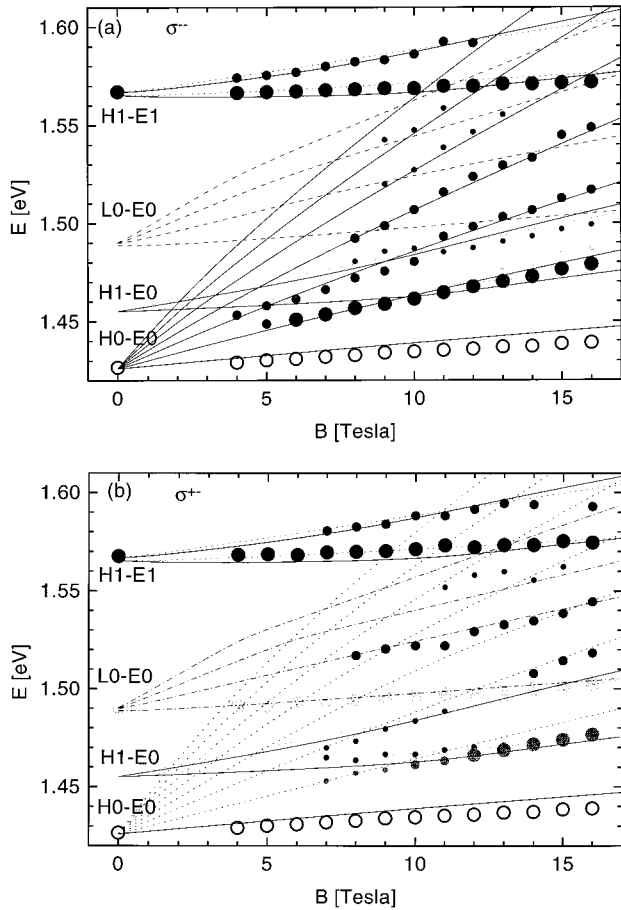 (a) σ--
1.60
H1-E1
1.55
L0-E0
E [eV]
1.50
H1-E0
1.45
H0-E0
0 5 10 15
B [Tesla]
(b) σ+-
1.60
H1-E1
1.55
E [eV]
L0-E0
1.50
H1-E0
1.45
H0-E0
0 5 10 15
B [Tesla]